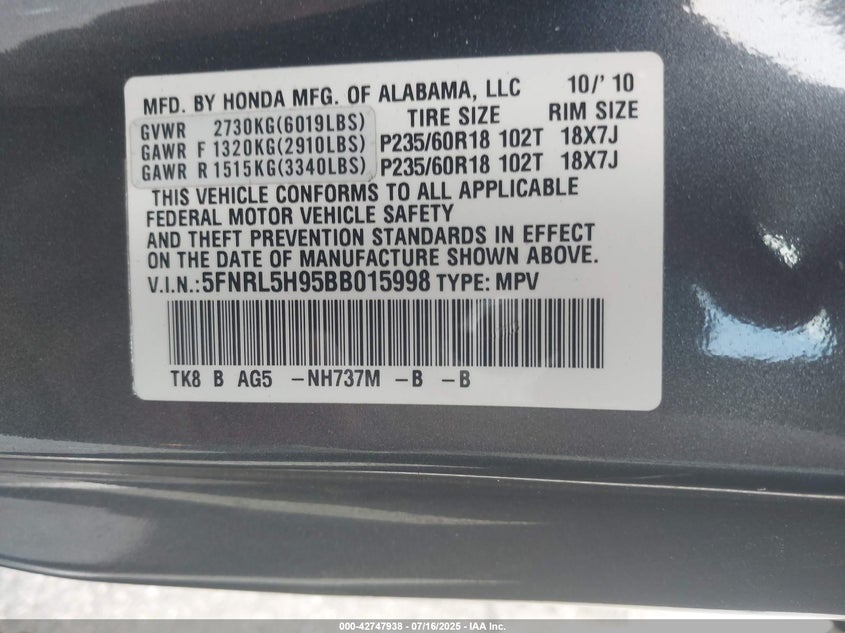 MFD. BY HONDA MFG. OF ALABAMA, LLC 10/' 10
GVWR 2730KG(6019LBS) TIRE SIZE RIM SIZE
GAWR F 1320KG(2910LBS) P235/60R18 102T 18X7J
GAWR R 1515KG(3340LBS) P235/60R18 102T 18X7J
THIS VEHICLE CONFORMS TO ALL APPLICABLE
FEDERAL MOTOR VEHICLE SAFETY
AND THEFT PREVENTION STANDARDS IN EFFECT
ON THE DATE OF MANUFACTURE SHOWN ABOVE.
V.I.N.:5FNRL5H95BB015998 TYPE: MPV
TK8 B AG5 –NH737M –B –B
000-42747938 - 07/16/2025 - IAA Inc.